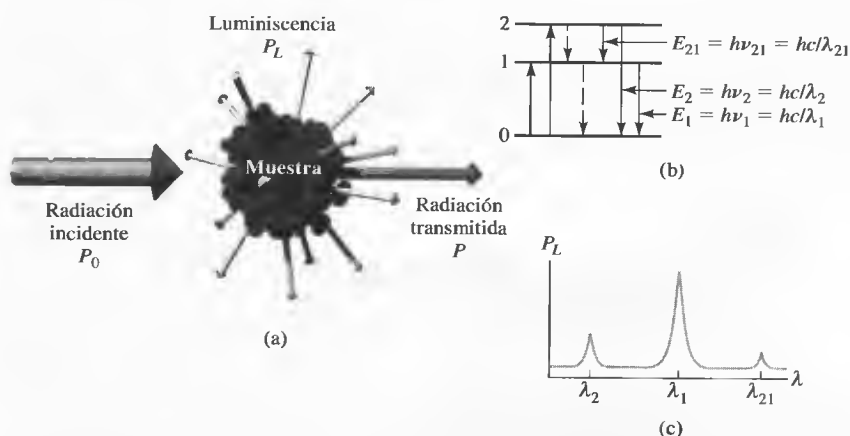 Luminiscencia
P_L
Muestra
Radiación
incidente
P_0
Radiación
transmitida
P
(a)
2
1
0
E_21 = hν_21 = hc/λ_21
E_2 = hν_2 = hc/λ_2
E_1 = hν_1 = hc/λ_1
(b)
P_L
λ_2 λ_1 λ_21 λ
(c)